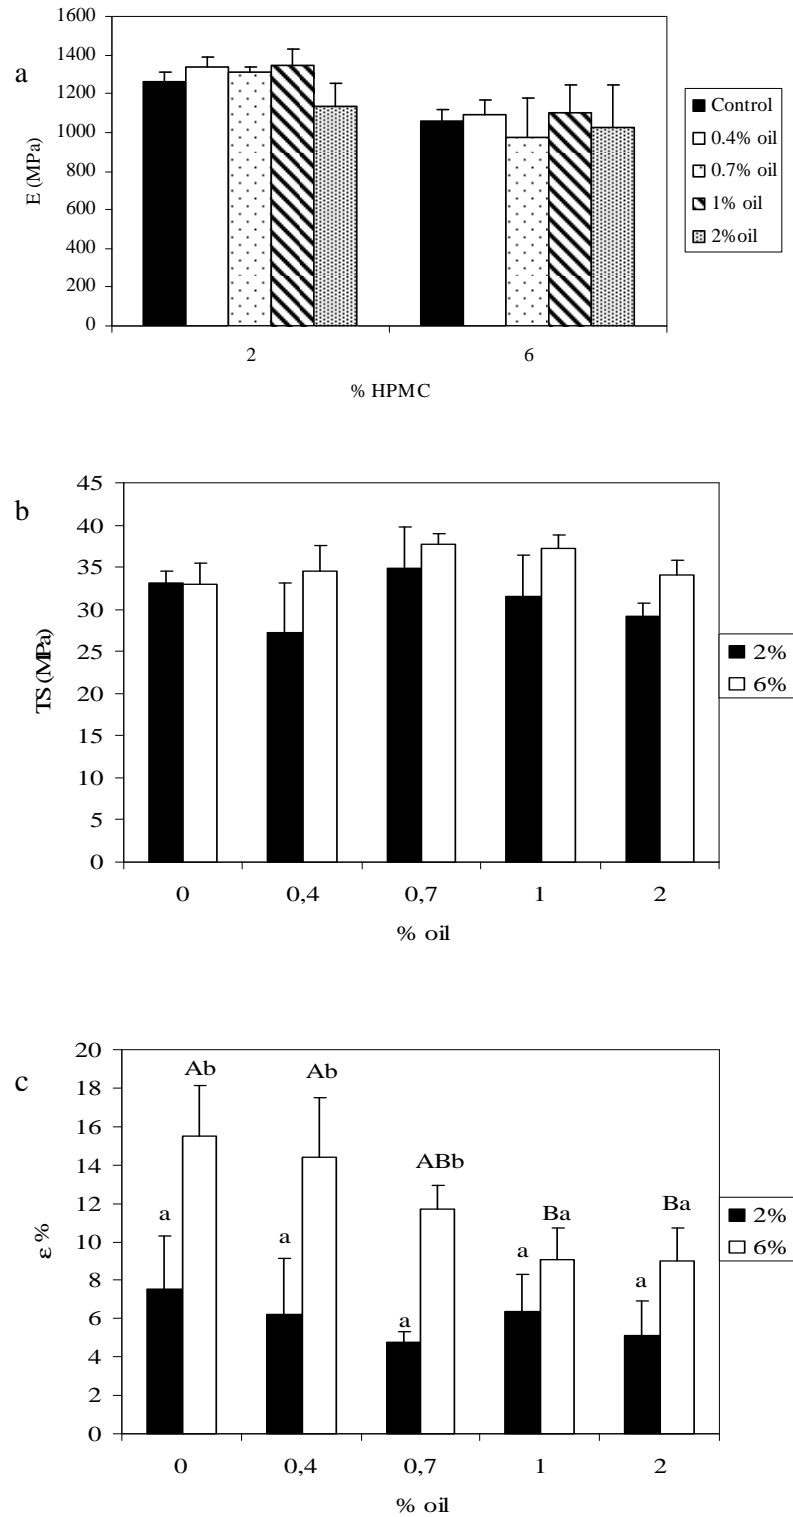 a
1600
1400
1200
1000
800
600
400
200
0
E (MPa)
2
6
% HPMC
Control
0.4% oil
0.7% oil
1% oil
2%oil
b
45
40
35
30
25
20
15
10
5
0
TS (MPa)
0
0,4
0,7
1
2
% oil
2%
6%
c
20
18
16
14
12
10
8
6
4
2
0
ε %
a
Ab
a
Ab
a
ABb
a
Ba
a
Ba
0
0,4
0,7
1
2
% oil
2%
6%